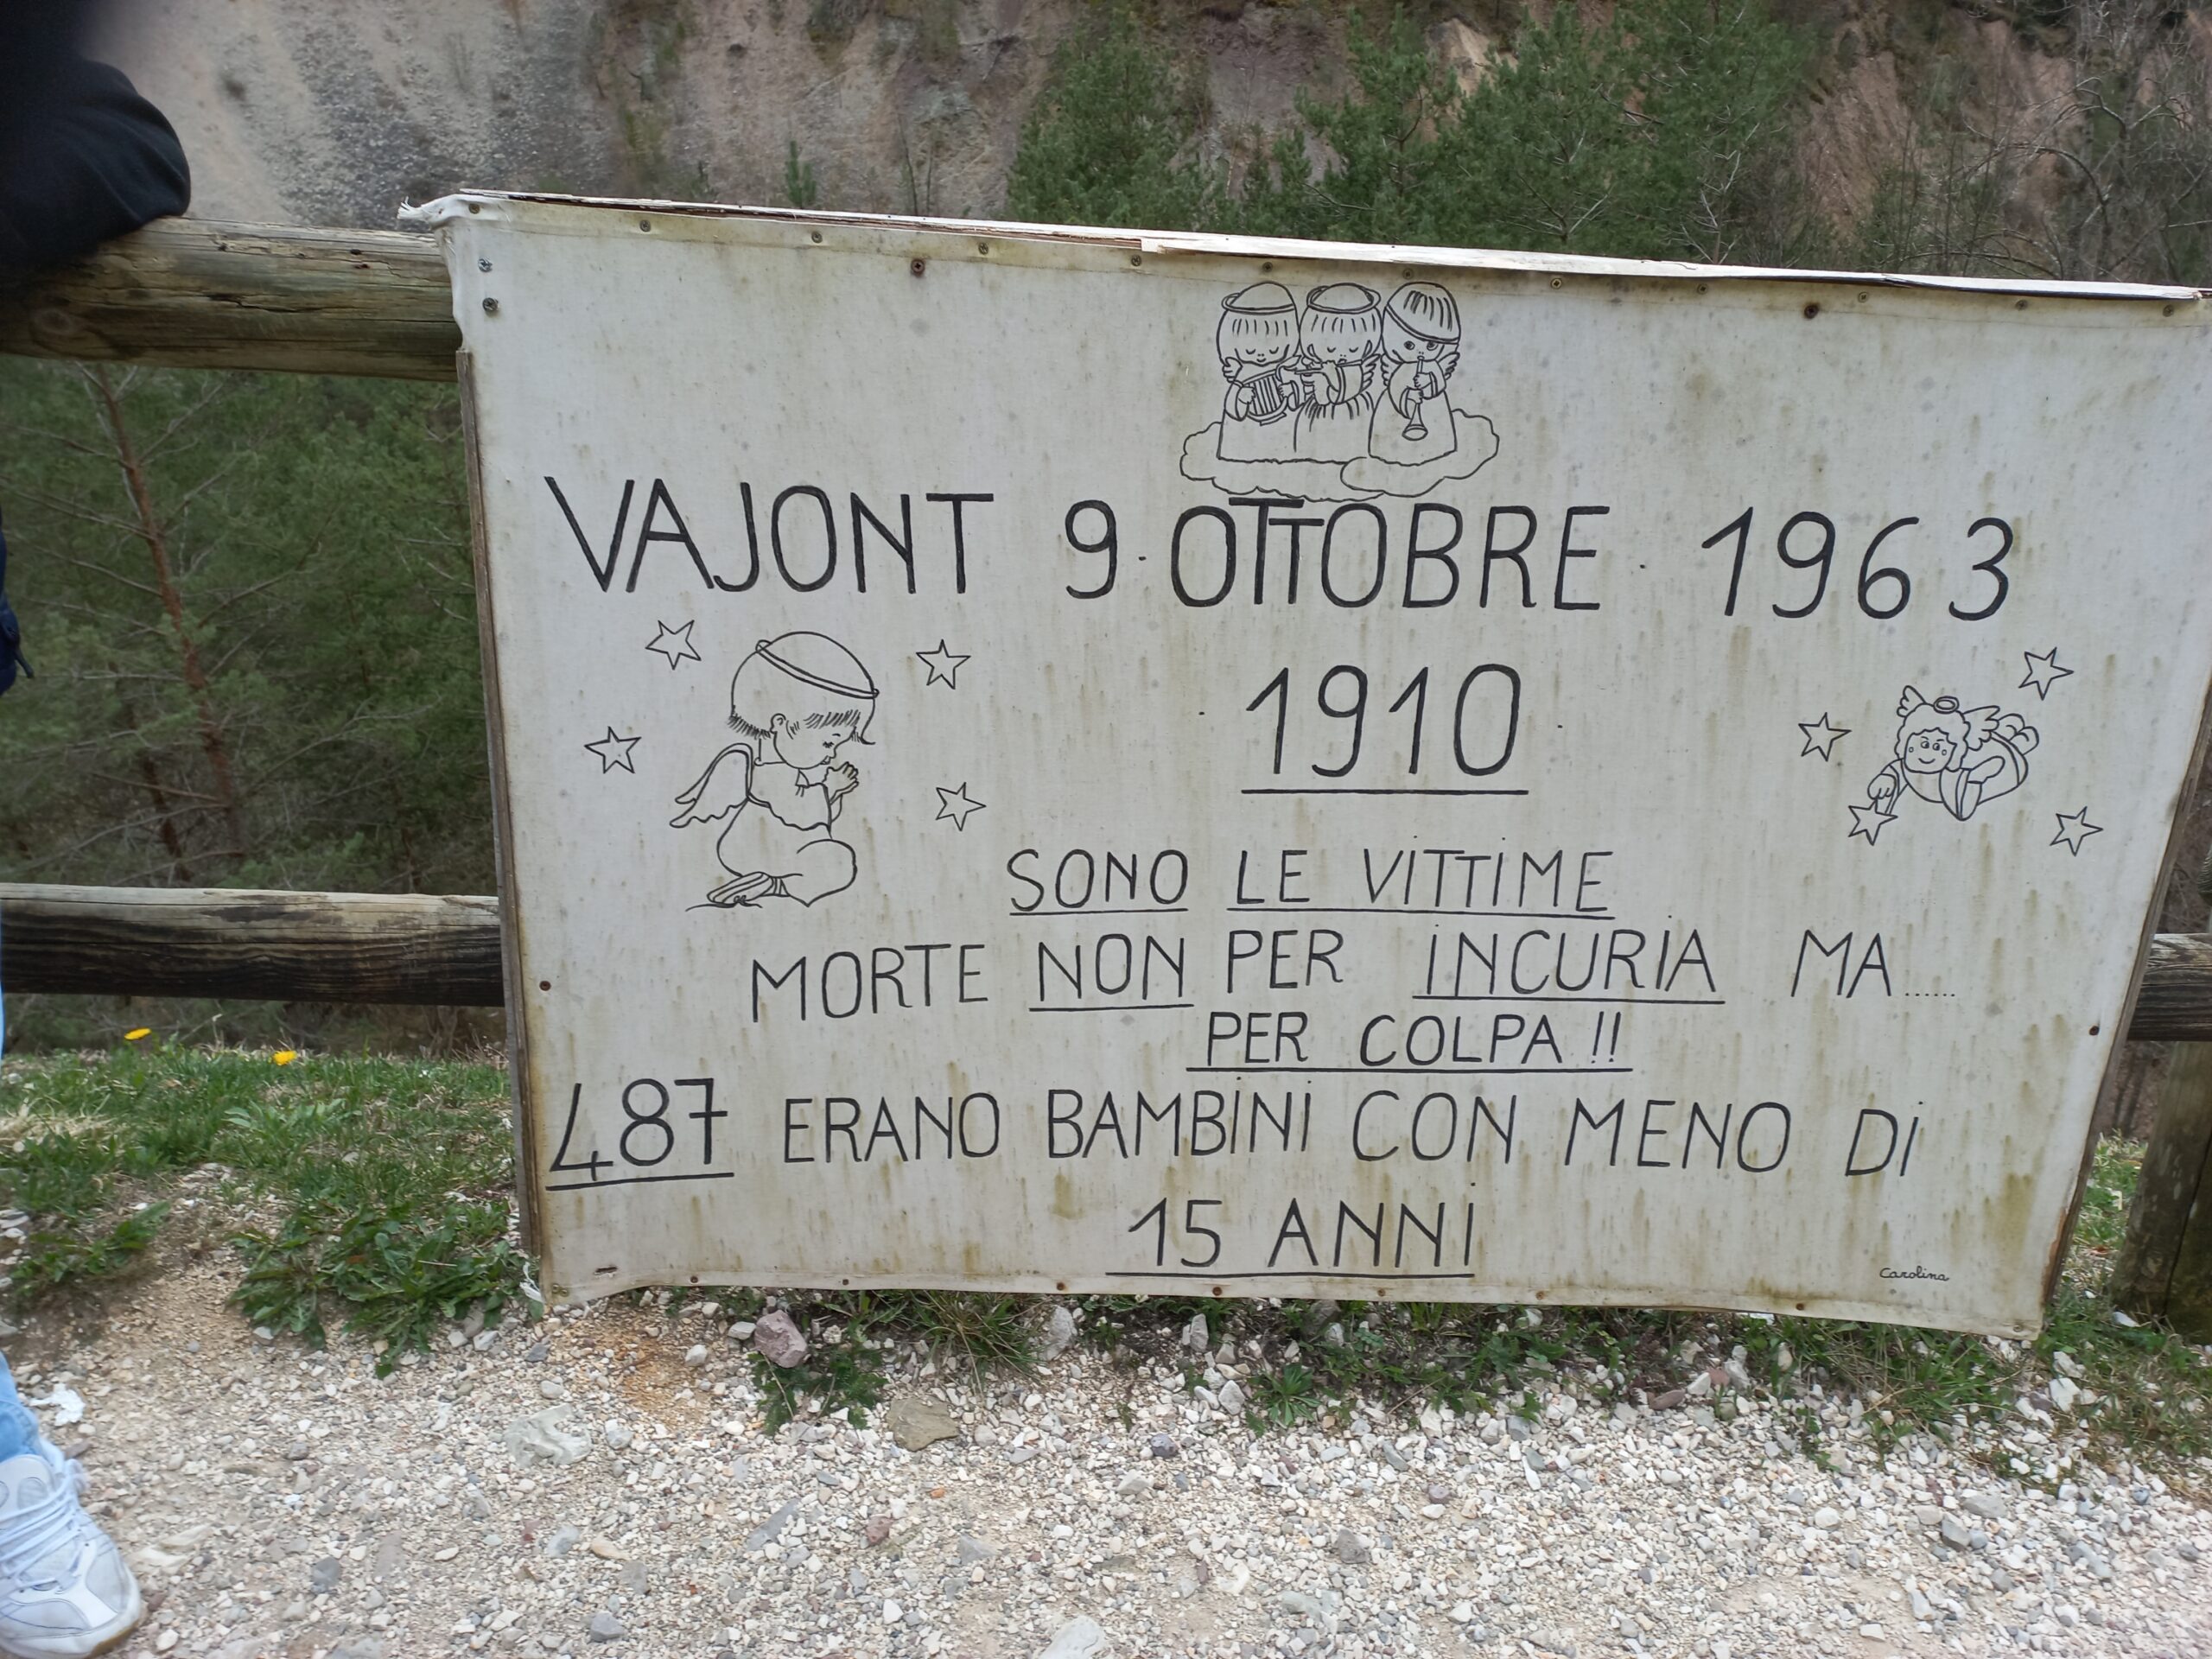 VAJONT 9 OTTOBRE 1963
1910
SONO LE VITTIME
MORTE NON PER INCURIA MA......
PER COLPA !!
487 ERANO BAMBINI CON MENO DI
15 ANNI
Carolina